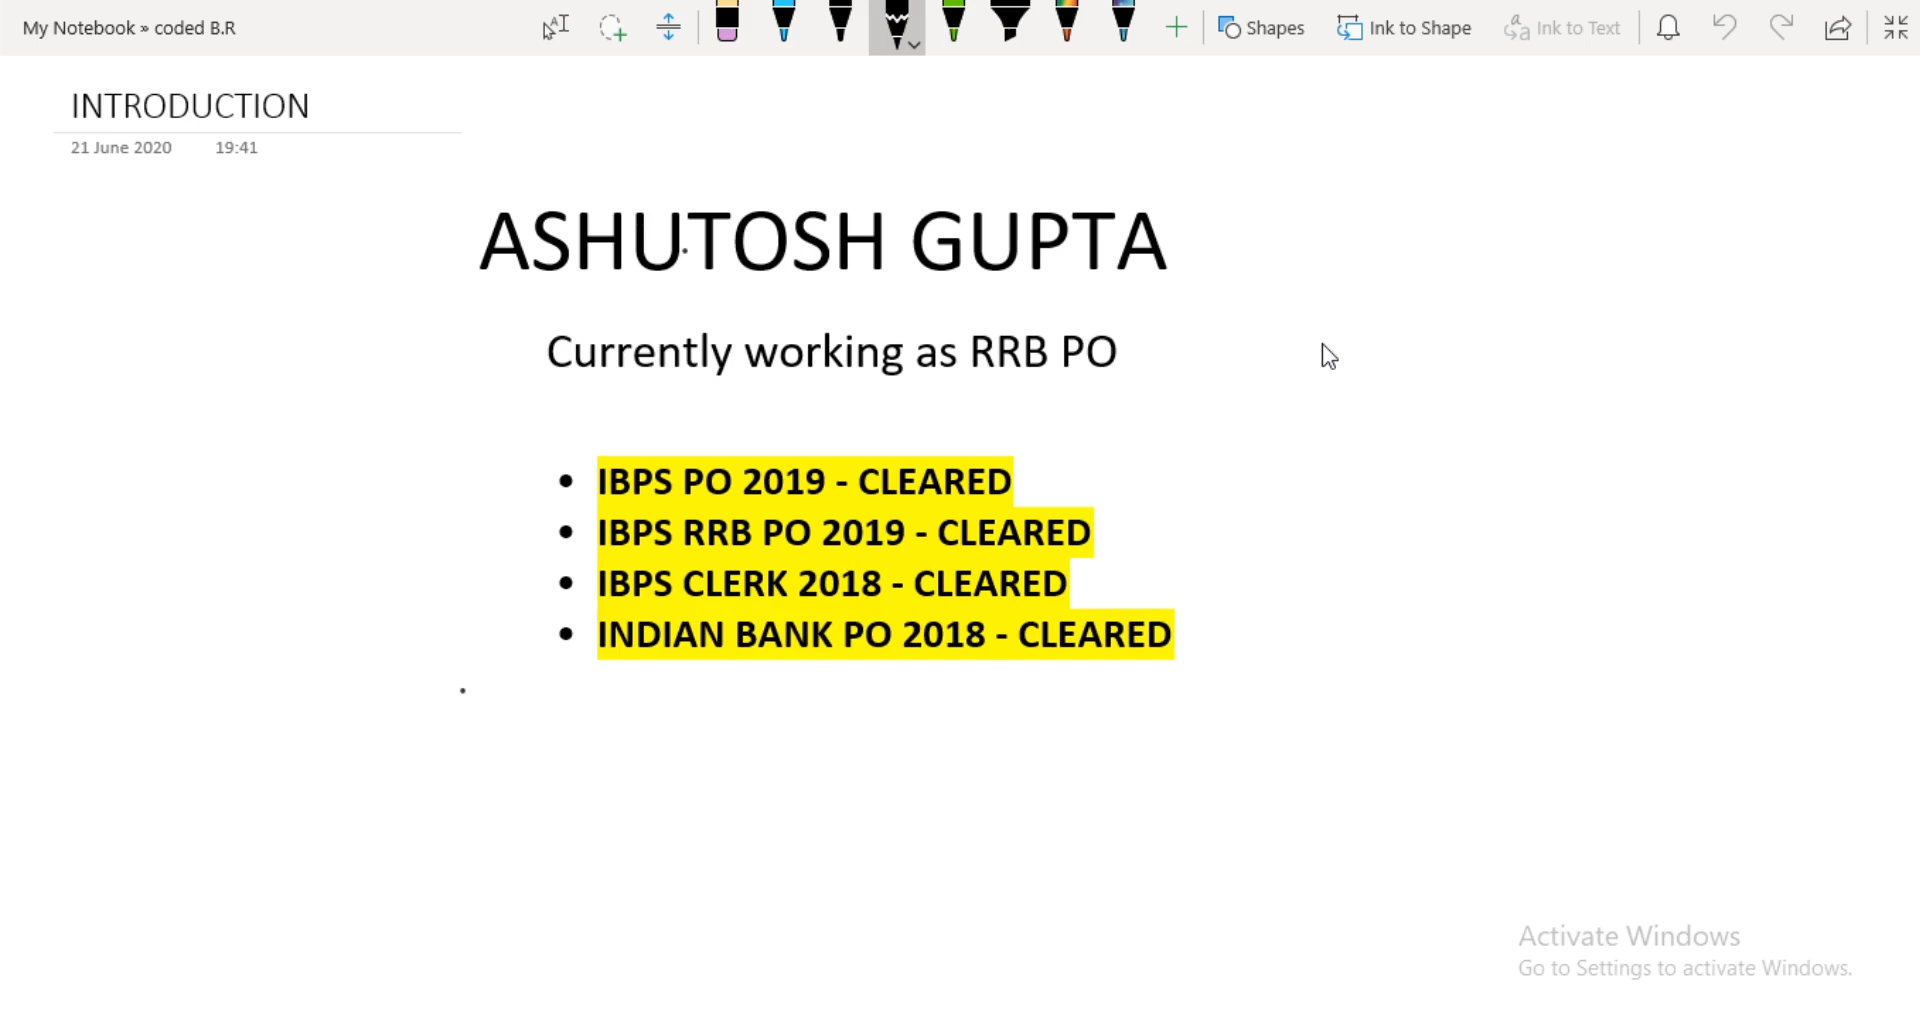 My Notebook » coded B.R
Shapes
Ink to Shape
Ink to Text
INTRODUCTION
21 June 2020 19:41
ASHUTOSH GUPTA
Currently working as RRB PO
• IBPS PO 2019 - CLEARED
• IBPS RRB PO 2019 - CLEARED
• IBPS CLERK 2018 - CLEARED
• INDIAN BANK PO 2018 - CLEARED
Activate Windows
Go to Settings to activate Windows.